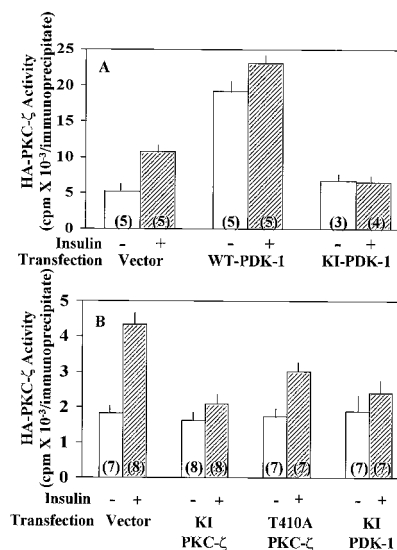 A
HA-PKC-ζ Activity
(cpm X 10⁻³/immunoprecipitate)
25
20
15
10
5
0
(5) (5) (5) (5) (3) (4)
Insulin - + - + - +
Transfection Vector WT-PDK-1 KI-PDK-1
B
HA-PKC-ζ Activity
(cpm X 10⁻³/immunoprecipitate)
5
4
3
2
1
0
(7) (8) (8) (8) (7) (7) (7) (7)
Insulin - + - + - + - +
Transfection Vector KI T410A KI
PKC-ζ PKC-ζ PDK-1